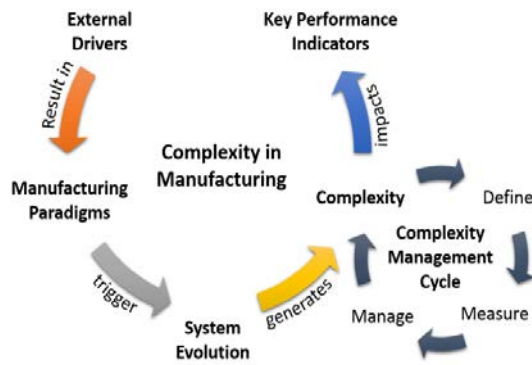 External
Drivers
Key Performance
Indicators
Result in
impacts
Complexity in
Manufacturing
Manufacturing
Paradigms
Complexity
Define
Complexity
Management
Cycle
trigger
generates
System
Evolution
Manage
Measure